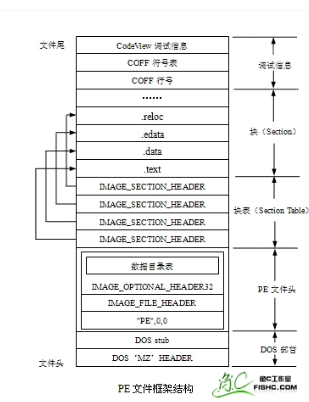 文件尾
CodeView 调试信息
COFF 符号表
COFF 行号
······
.reloc
.edata
.data
.text
IMAGE_SECTION_HEADER
IMAGE_SECTION_HEADER
IMAGE_SECTION_HEADER
IMAGE_SECTION_HEADER
数据目录表
IMAGE_OPTIONAL_HEADER32
IMAGE_FILE_HEADER
"PE",0,0
DOS stub
DOS ‘MZ’ HEADER
文件头
调试信息
块（Section）
块表（Section Table）
PE 文件头
DOS 部首
PE 文件框架结构
鱼C工作室
FISHC.COM